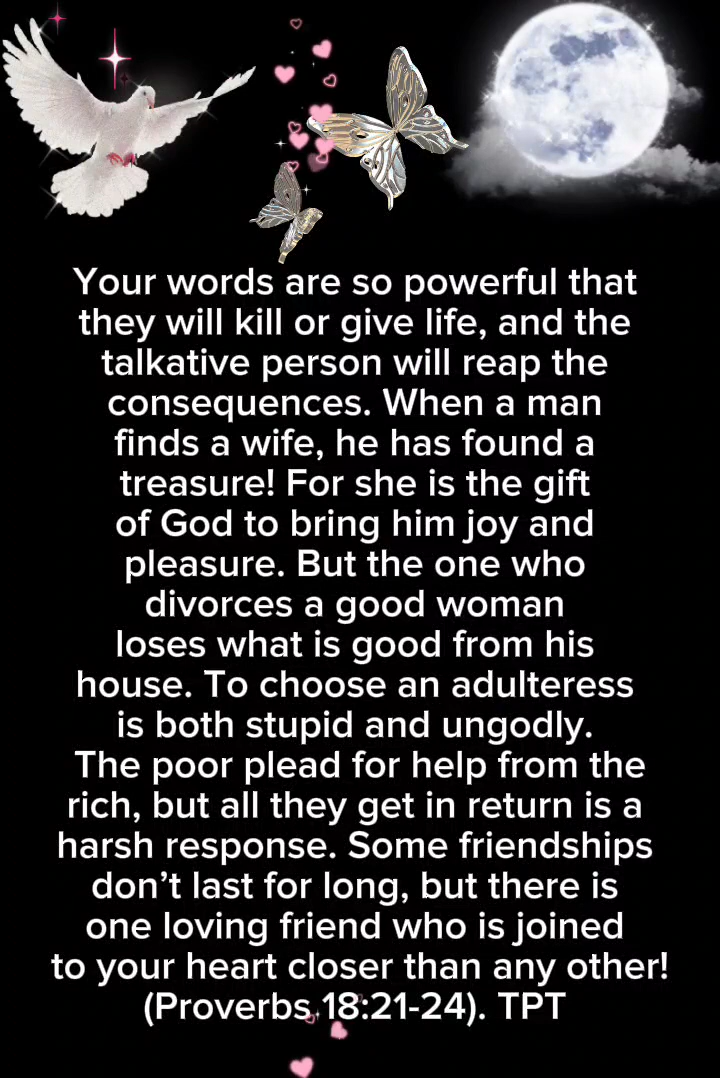 Your words are so powerful that
they will kill or give life, and the
talkative person will reap the
consequences. When a man
finds a wife, he has found a
treasure! For she is the gift
of God to bring him joy and
pleasure. But the one who
divorces a good woman
loses what is good from his
house. To choose an adulteress
is both stupid and ungodly.
The poor plead for help from the
rich, but all they get in return is a
harsh response. Some friendships
don’t last for long, but there is
one loving friend who is joined
to your heart closer than any other!
(Proverbs 18:21-24). TPT